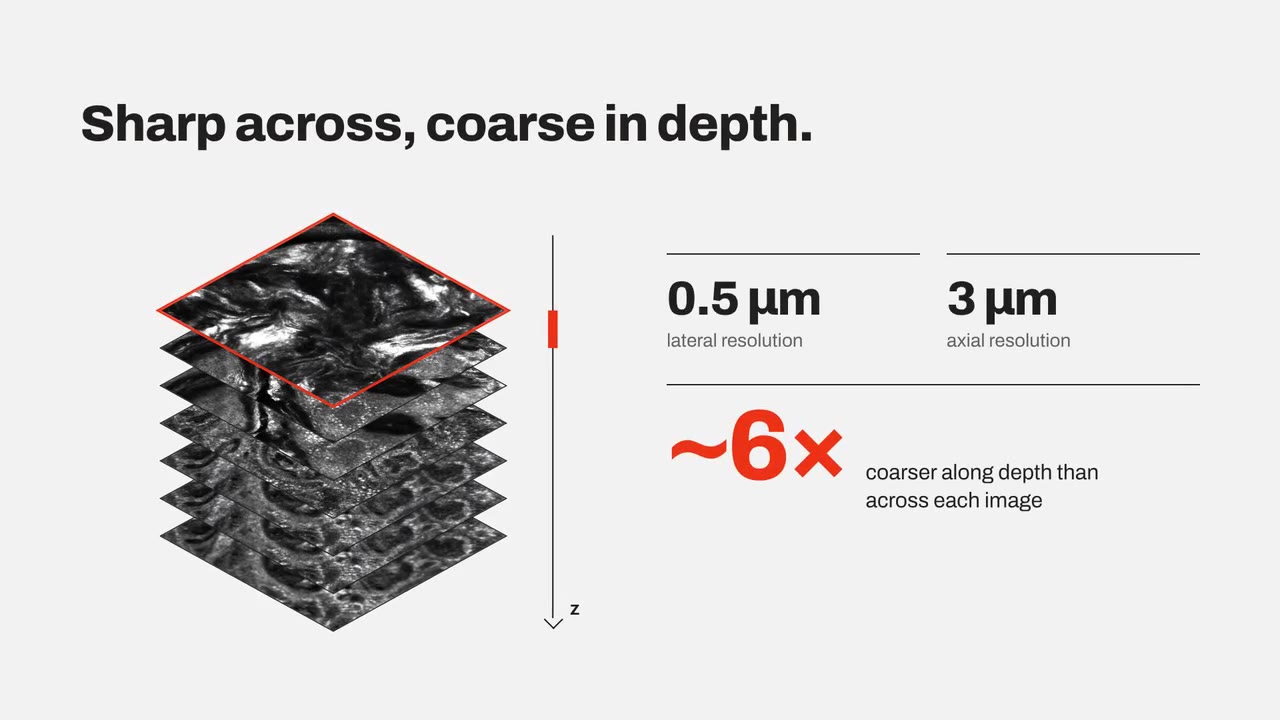 Sharp across, coarse in depth.
0.5 µm
lateral resolution
3 µm
axial resolution
~6×
coarser along depth than
across each image
z